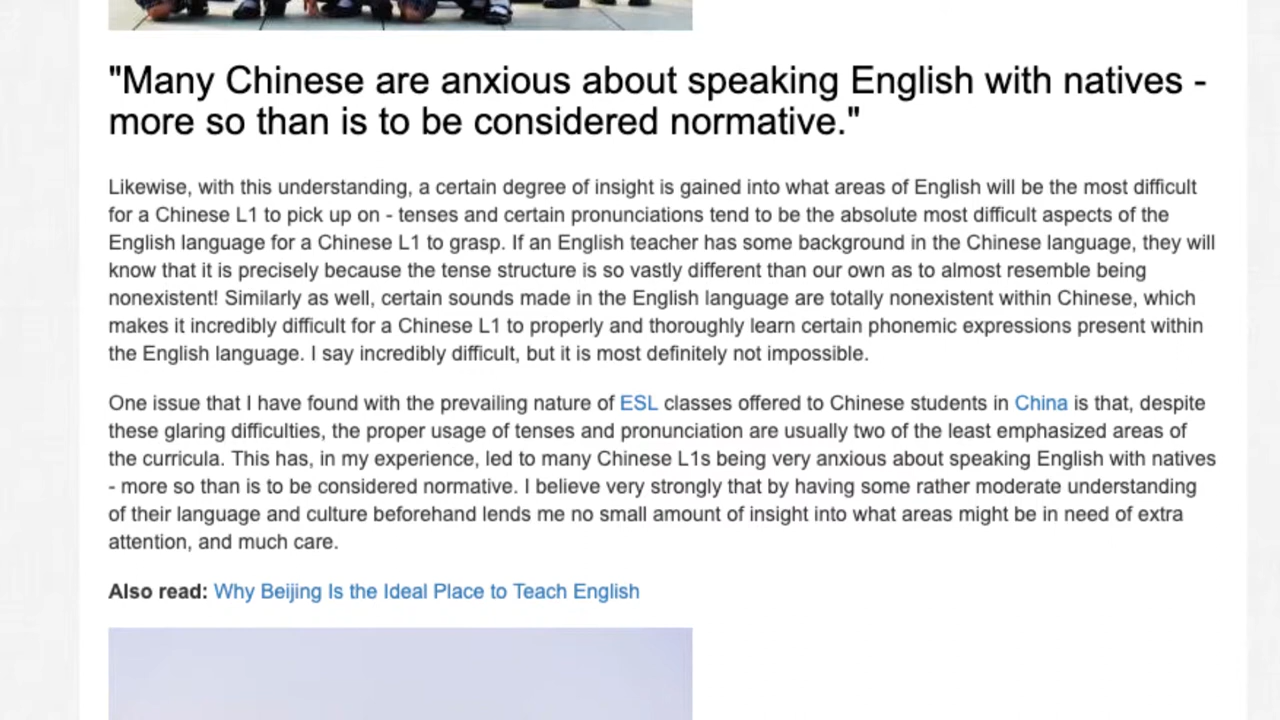 "Many Chinese are anxious about speaking English with natives -
more so than is to be considered normative."
Likewise, with this understanding, a certain degree of insight is gained into what areas of English will be the most difficult
for a Chinese L1 to pick up on - tenses and certain pronunciations tend to be the absolute most difficult aspects of the
English language for a Chinese L1 to grasp. If an English teacher has some background in the Chinese language, they will
know that it is precisely because the tense structure is so vastly different than our own as to almost resemble being
nonexistent! Similarly as well, certain sounds made in the English language are totally nonexistent within Chinese, which
makes it incredibly difficult for a Chinese L1 to properly and thoroughly learn certain phonemic expressions present within
the English language. I say incredibly difficult, but it is most definitely not impossible.
One issue that I have found with the prevailing nature of ESL classes offered to Chinese students in China is that, despite
these glaring difficulties, the proper usage of tenses and pronunciation are usually two of the least emphasized areas of
the curricula. This has, in my experience, led to many Chinese L1s being very anxious about speaking English with natives
- more so than is to be considered normative. I believe very strongly that by having some rather moderate understanding
of their language and culture beforehand lends me no small amount of insight into what areas might be in need of extra
attention, and much care.
Also read: Why Beijing Is the Ideal Place to Teach English